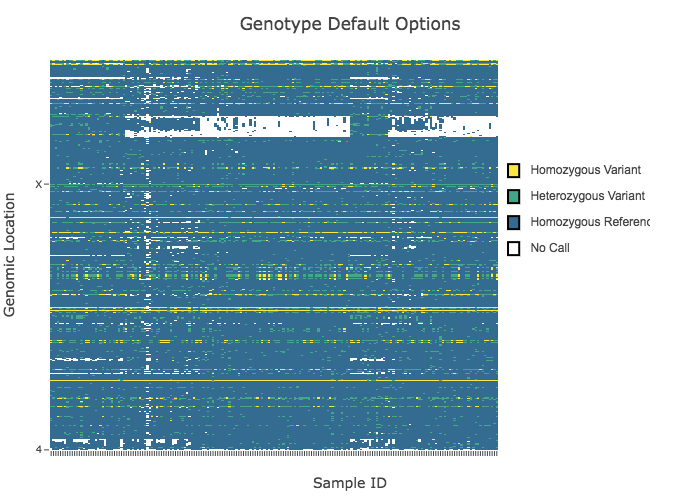 Genotype Default Options
Genomic Location
X
4
Homozygous Variant
Heterozygous Variant
Homozygous Referenc
No Call
Sample ID